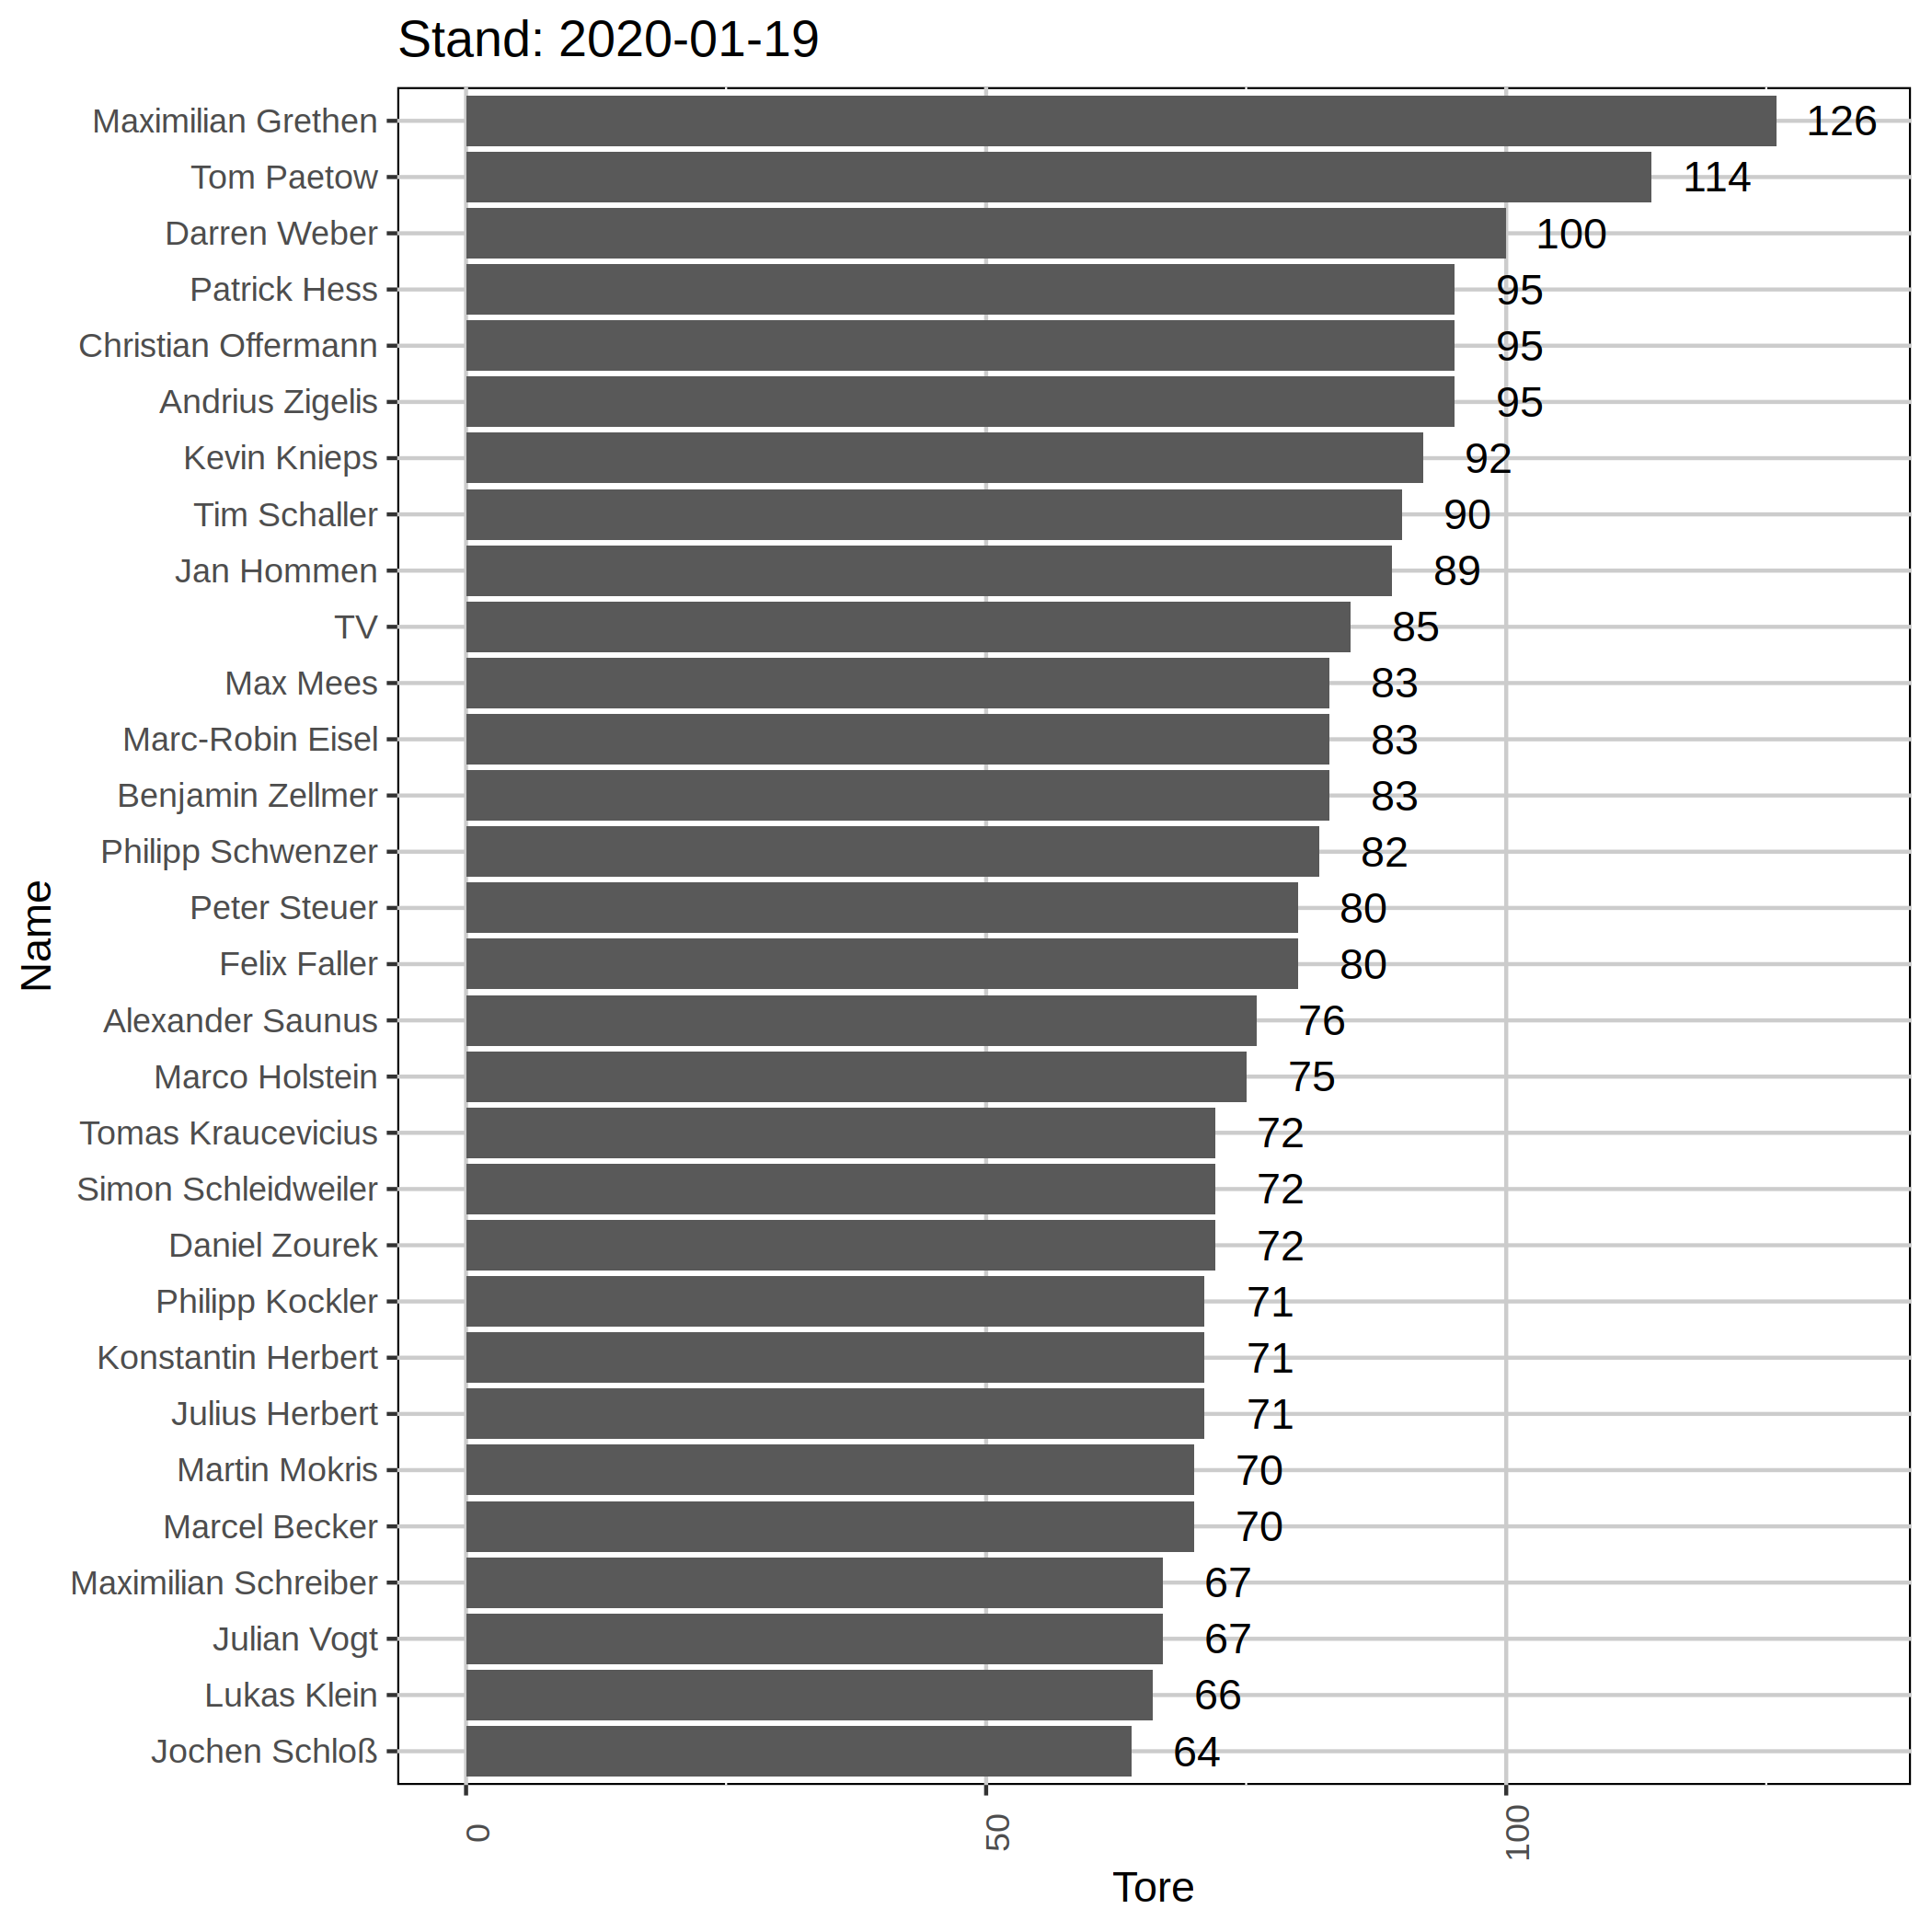 Stand: 2020-01-19
Maximilian Grethen 126
Tom Paetow 114
Darren Weber 100
Patrick Hess 95
Christian Offermann 95
Andrius Zigelis 95
Kevin Knieps 92
Tim Schaller 90
Jan Hommen 89
TV 85
Max Mees 83
Marc-Robin Eisel 83
Benjamin Zellmer 83
Philipp Schwenzer 82
Peter Steuer 80
Felix Faller 80
Alexander Saunus 76
Marco Holstein 75
Tomas Kraucevicius 72
Simon Schleidweiler 72
Daniel Zourek 72
Philipp Kockler 71
Konstantin Herbert 71
Julius Herbert 71
Martin Mokris 70
Marcel Becker 70
Maximilian Schreiber 67
Julian Vogt 67
Lukas Klein 66
Jochen Schloß 64
Name
0 50 100
Tore